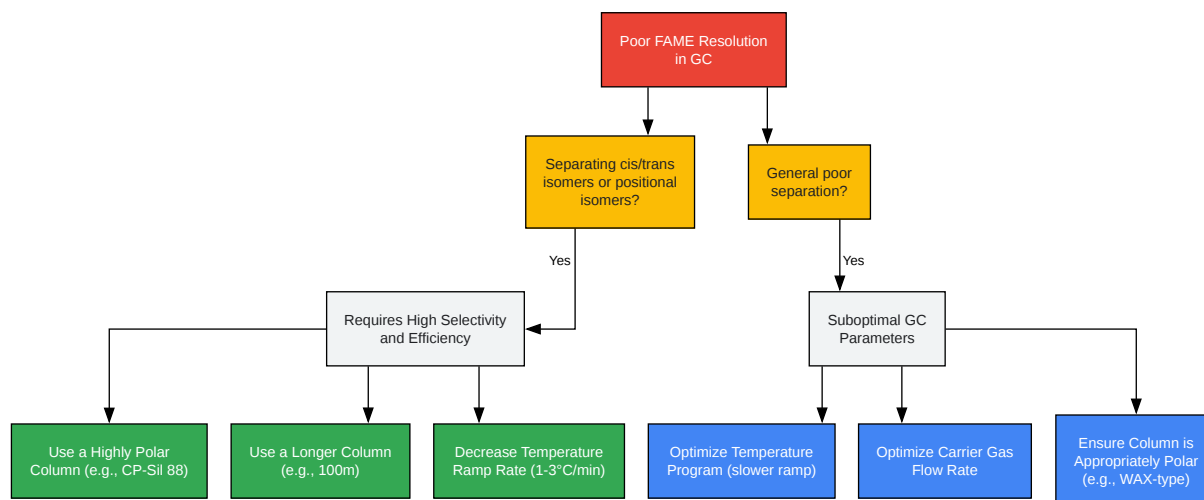 Poor FAME Resolution
in GC
Separating cis/trans
isomers or positional
isomers?
General poor
separation?
Yes
Yes
Requires High Selectivity
and Efficiency
Suboptimal GC
Parameters
Use a Highly Polar
Column (e.g., CP-Sil 88)
Use a Longer Column
(e.g., 100m)
Decrease Temperature
Ramp Rate (1-3°C/min)
Optimize Temperature
Program (slower ramp)
Optimize Carrier Gas
Flow Rate
Ensure Column is
Appropriately Polar
(e.g., WAX-type)